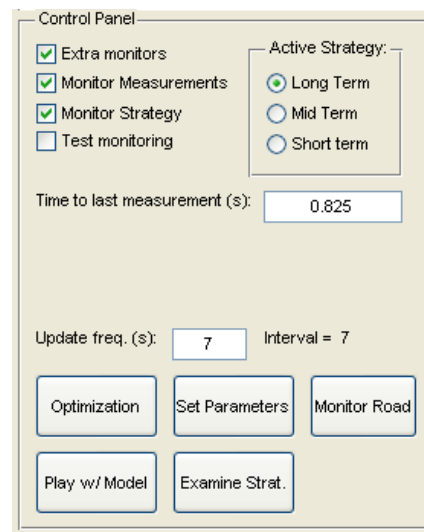 Control Panel
Extra monitors
Monitor Measurements
Monitor Strategy
Test monitoring
Active Strategy:
Long Term
Mid Term
Short term
Time to last measurement (s): 0.825
Update freq. (s): 7 Interval = 7
Optimization Set Parameters Monitor Road
Play w/ Model Examine Strat.